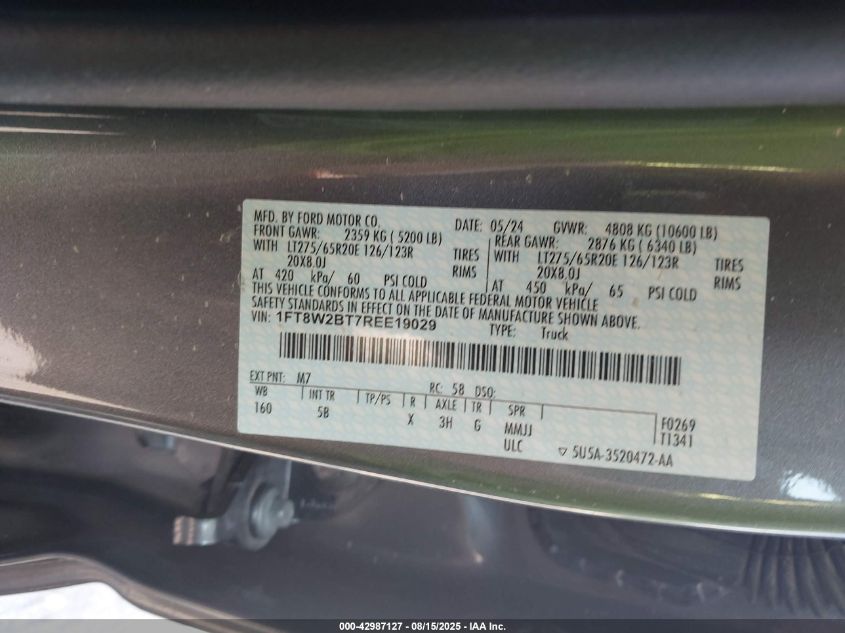 MFD. BY FORD MOTOR CO. DATE: 05/24 GVWR: 4808 KG (10600 LB)
FRONT GAWR: 2359 KG ( 5200 LB) REAR GAWR: 2876 KG ( 6340 LB)
WITH LT275/65R20E 126/123R TIRES WITH LT275/65R20E 126/123R TIRES
20X8.0J RIMS 20X8.0J RIMS
AT 420 kPa/ 60 PSI COLD AT 450 kPa/ 65 PSI COLD
THIS VEHICLE CONFORMS TO ALL APPLICABLE FEDERAL MOTOR VEHICLE
SAFETY STANDARDS IN EFFECT ON THE DATE OF MANUFACTURE SHOWN ABOVE.
VIN: 1FT8W2BT7REE19029 TYPE: Truck
EXT PNT: M7 RC: 58 DSO:
WB INT TR TP/PS R AXLE TR SPR F0269
160 5B X 3H G MMJJ T1341
ULC ▽ 5U5A-3520472-AA
000-42987127 - 08/15/2025 - IAA Inc.